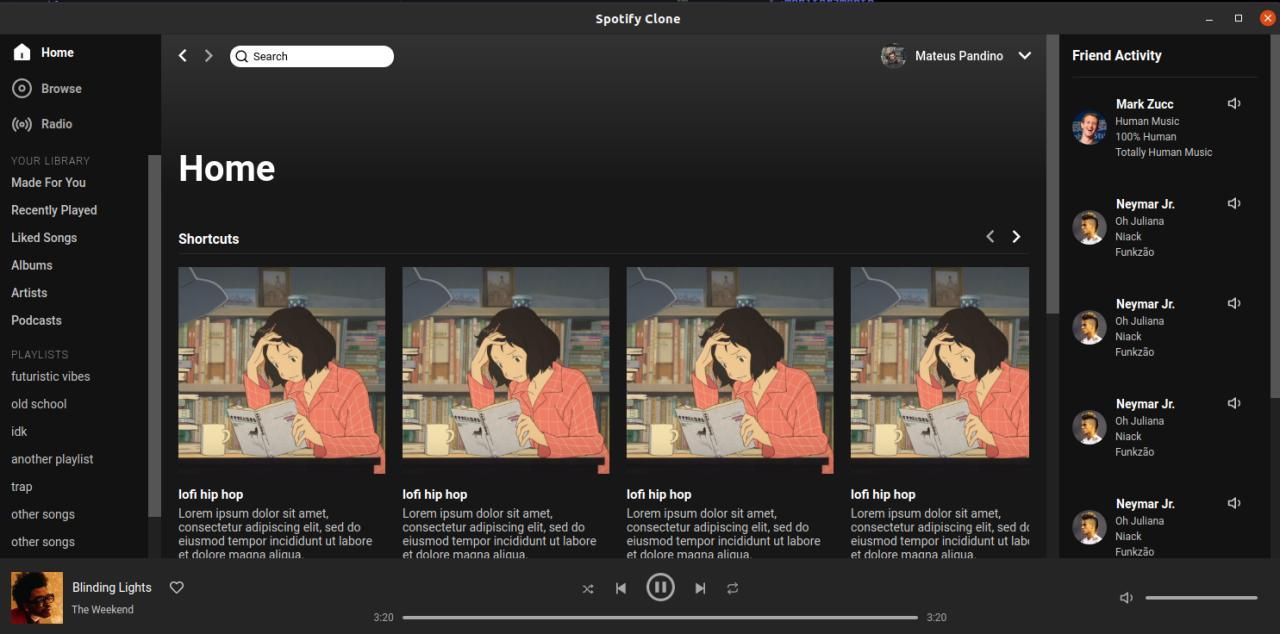 Spotify Clone
Home
Browse
Radio
YOUR LIBRARY
Made For You
Recently Played
Liked Songs
Albums
Artists
Podcasts
PLAYLISTS
futuristic vibes
old school
idk
another playlist
trap
other songs
other songs
Search
Mateus Pandino
Home
Shortcuts
lofi hip hop
Lorem ipsum dolor sit amet,
consectetur adipiscing elit, sed do
eiusmod tempor incididunt ut labore
et dolore magna aliqua.
lofi hip hop
Lorem ipsum dolor sit amet,
consectetur adipiscing elit, sed do
eiusmod tempor incididunt ut labore
et dolore magna aliqua.
lofi hip hop
Lorem ipsum dolor sit amet,
consectetur adipiscing elit, sed do
eiusmod tempor incididunt ut labore
et dolore magna aliqua.
lofi hip hop
Lorem ipsum dolor sit amet,
consectetur adipiscing elit, sed do
eiusmod tempor incididunt ut labo
et dolore magna aliqua.
Friend Activity
Mark Zucc
Human Music
100% Human
Totally Human Music
Neymar Jr.
Oh Juliana
Niack
Funkzão
Neymar Jr.
Oh Juliana
Niack
Funkzão
Neymar Jr.
Oh Juliana
Niack
Funkzão
Neymar Jr.
Oh Juliana
Niack
Funkzão
Blinding Lights
The Weekend
3:20
3:20